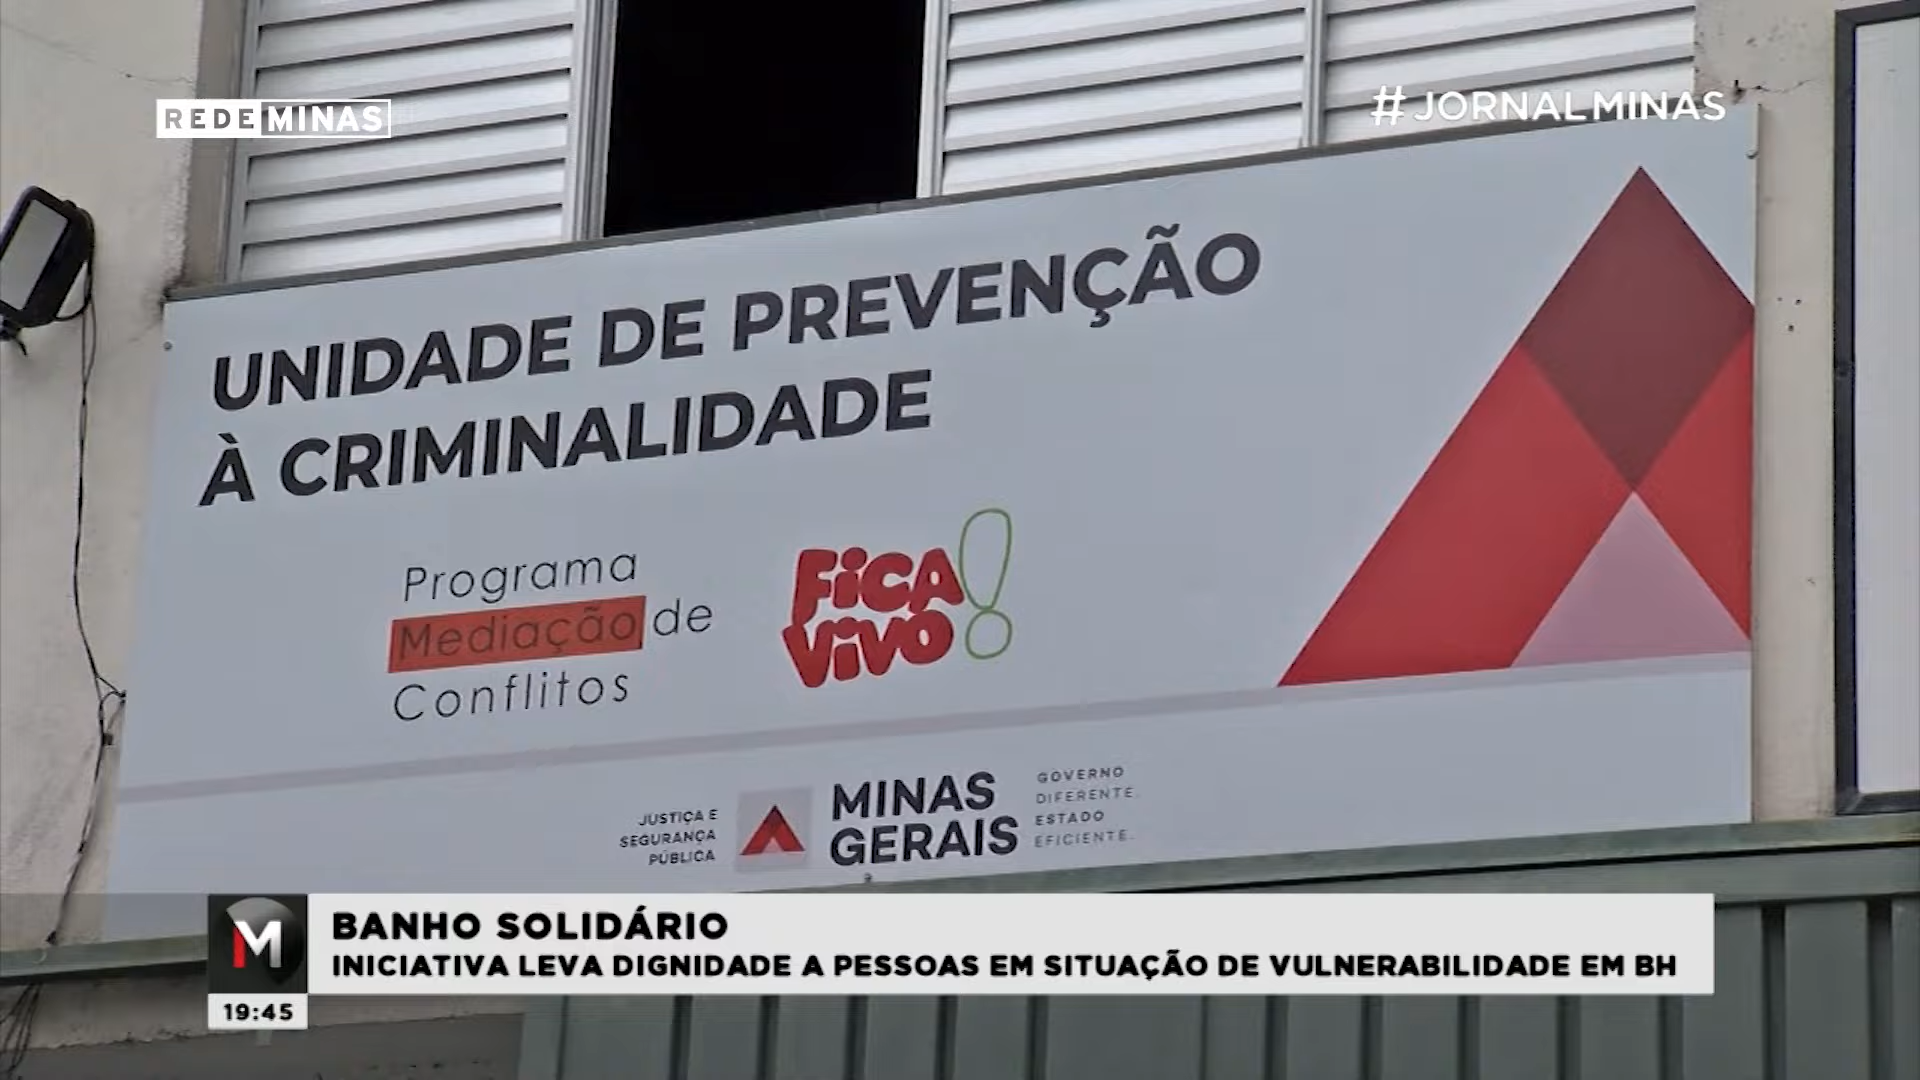 REDE MINAS
#JORNALMINAS
UNIDADE DE PREVENÇÃO
À CRIMINALIDADE
Programa
Mediação de
Conflitos
FiCA
ViVO!
JUSTIÇA E
SEGURANÇA
PÚBLICA
MINAS
GERAIS
GOVERNO
DIFERENTE.
ESTADO
EFICIENTE.
M
BANHO SOLIDÁRIO
INICIATIVA LEVA DIGNIDADE A PESSOAS EM SITUAÇÃO DE VULNERABILIDADE EM BH
19:45